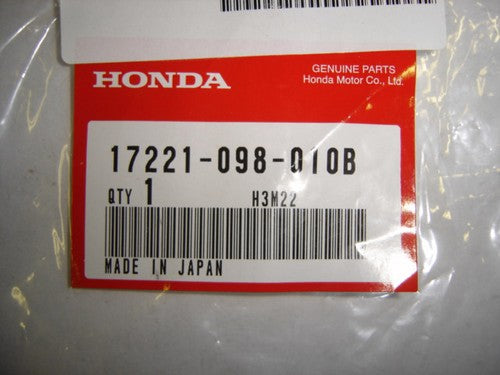 HONDA
GENUINE PARTS
Honda Motor Co., Ltd.
17221-098-010B
QTY 1 H3M22
MADE IN JAPAN